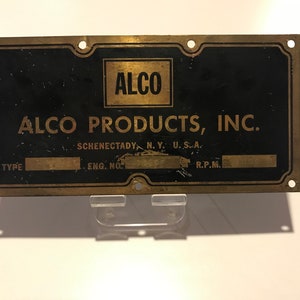 ALCO
ALCO PRODUCTS, INC.
SCHENECTADY, N. Y. U. S. A.
TYPE ENG. NO. R.P.M.